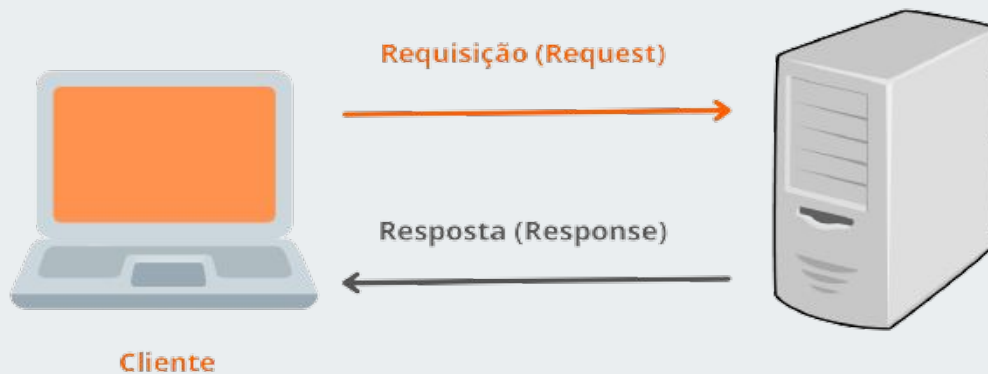 Requisição (Request)
Resposta (Response)
Cliente